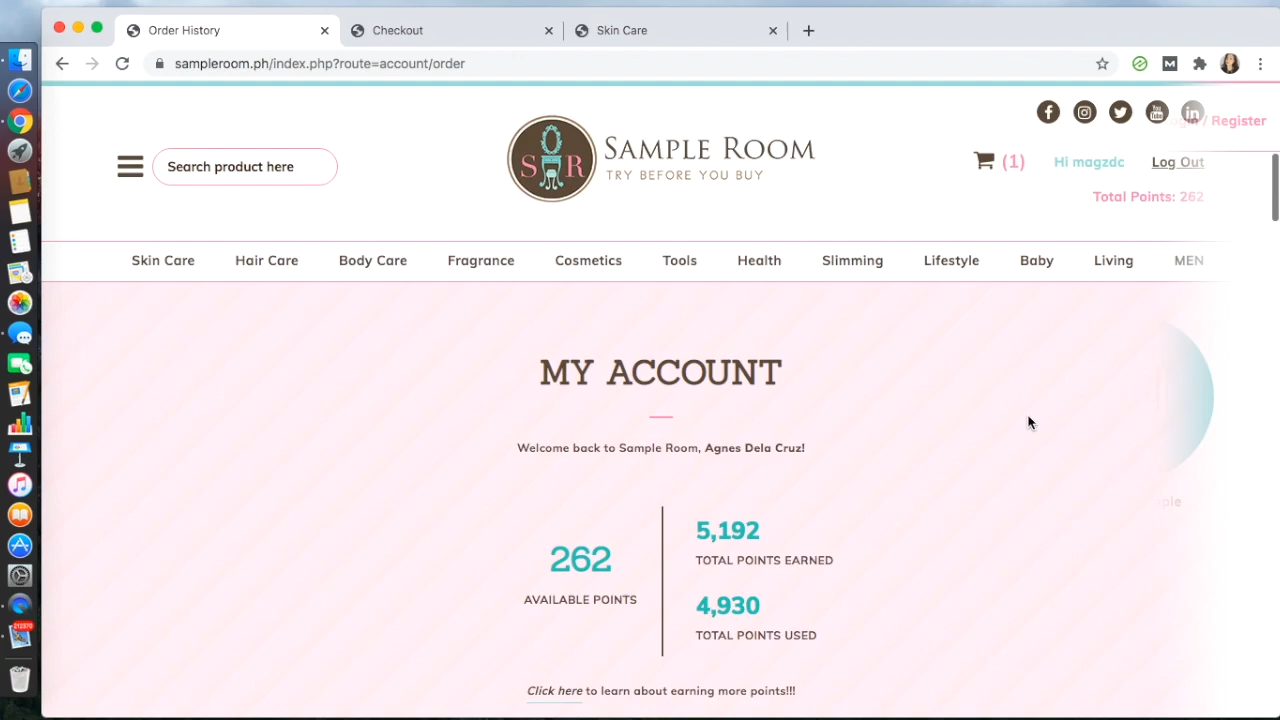 Order History
Checkout
Skin Care
sampleroom.ph/index.php?route=account/order
/ Register
Search product here
SR
SAMPLE ROOM
TRY BEFORE YOU BUY
(1)
Hi magzdc
Log Out
Total Points: 262
Skin Care
Hair Care
Body Care
Fragrance
Cosmetics
Tools
Health
Slimming
Lifestyle
Baby
Living
MEN
MY ACCOUNT
Welcome back to Sample Room, Agnes Dela Cruz!
262
AVAILABLE POINTS
5,192
TOTAL POINTS EARNED
4,930
TOTAL POINTS USED
Click here to learn about earning more points!!!